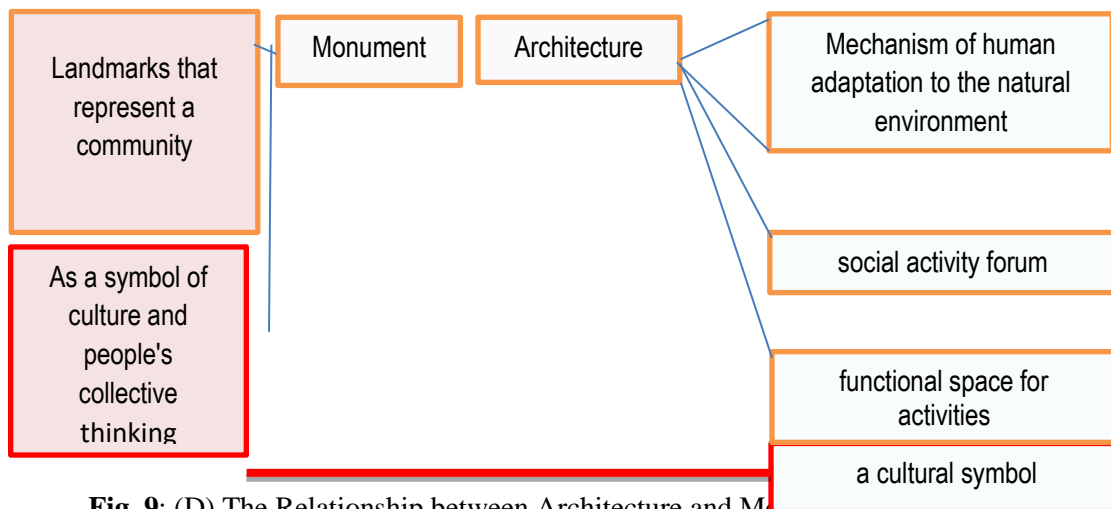 Landmarks that
represent a
community
Monument
Architecture
Mechanism of human
adaptation to the natural
environment
As a symbol of
culture and
people's
collective
thinking
social activity forum
functional space for
activities
a cultural symbol
Fig. 9: (D) The Relationship between Architecture and